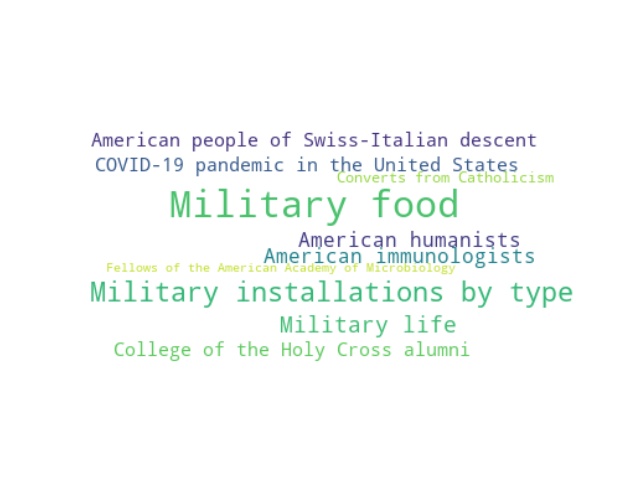 American people of Swiss-Italian descent
COVID-19 pandemic in the United States
Converts from Catholicism
Military food
American humanists
American immunologists
Fellows of the American Academy of Microbiology
Military installations by type
Military life
College of the Holy Cross alumni